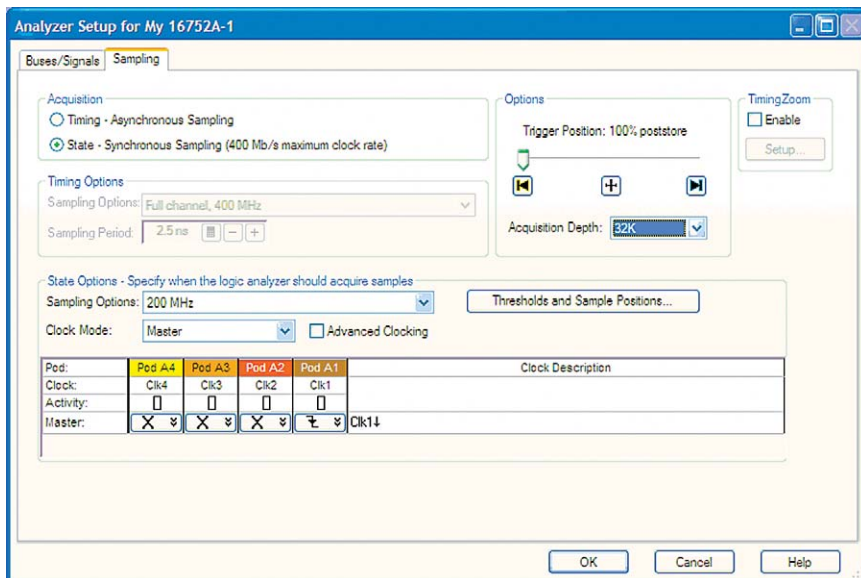 Analyzer Setup for My 16752A-1
Buses/Signals Sampling
Acquisition
Timing - Asynchronous Sampling
State - Synchronous Sampling (400 Mb/s maximum clock rate)
Options
Trigger Position: 100% poststore
Acquisition Depth: 32K
TimingZoom
Enable
Setup...
Timing Options
Sampling Options: Full channel, 400 MHz
Sampling Period: 2.5 ns
State Options - Specify when the logic analyzer should acquire samples
Sampling Options: 200 MHz
Thresholds and Sample Positions...
Clock Mode: Master Advanced Clocking
Pod: Pod A4 Pod A3 Pod A2 Pod A1 Clock Description
Clock: Clk4 Clk3 Clk2 Clk1
Activity:
Master: X X X Clk1↓
OK Cancel Help